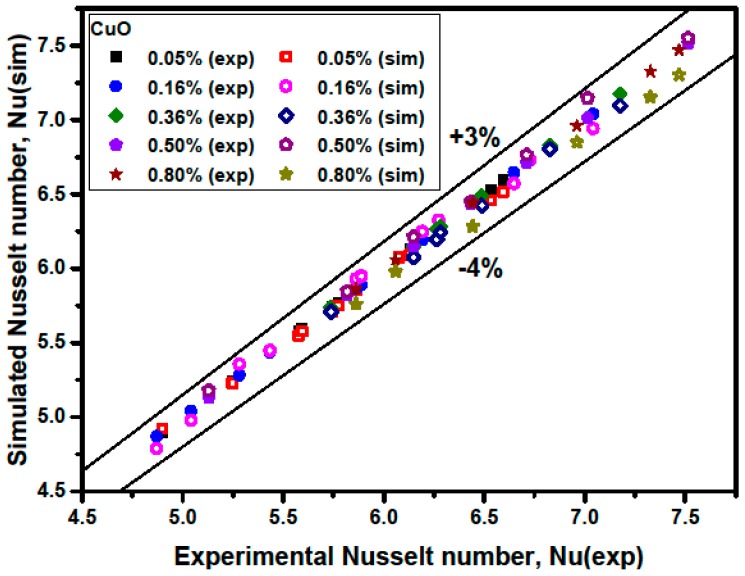 CuO
0.05% (exp) 0.05% (sim)
0.16% (exp) 0.16% (sim)
0.36% (exp) 0.36% (sim)
0.50% (exp) 0.50% (sim)
0.80% (exp) 0.80% (sim)
+3%
-4%
Simulated Nusselt number, Nu(sim)
7.5
7.0
6.5
6.0
5.5
5.0
4.5
4.5 5.0 5.5 6.0 6.5 7.0 7.5
Experimental Nusselt number, Nu(exp)